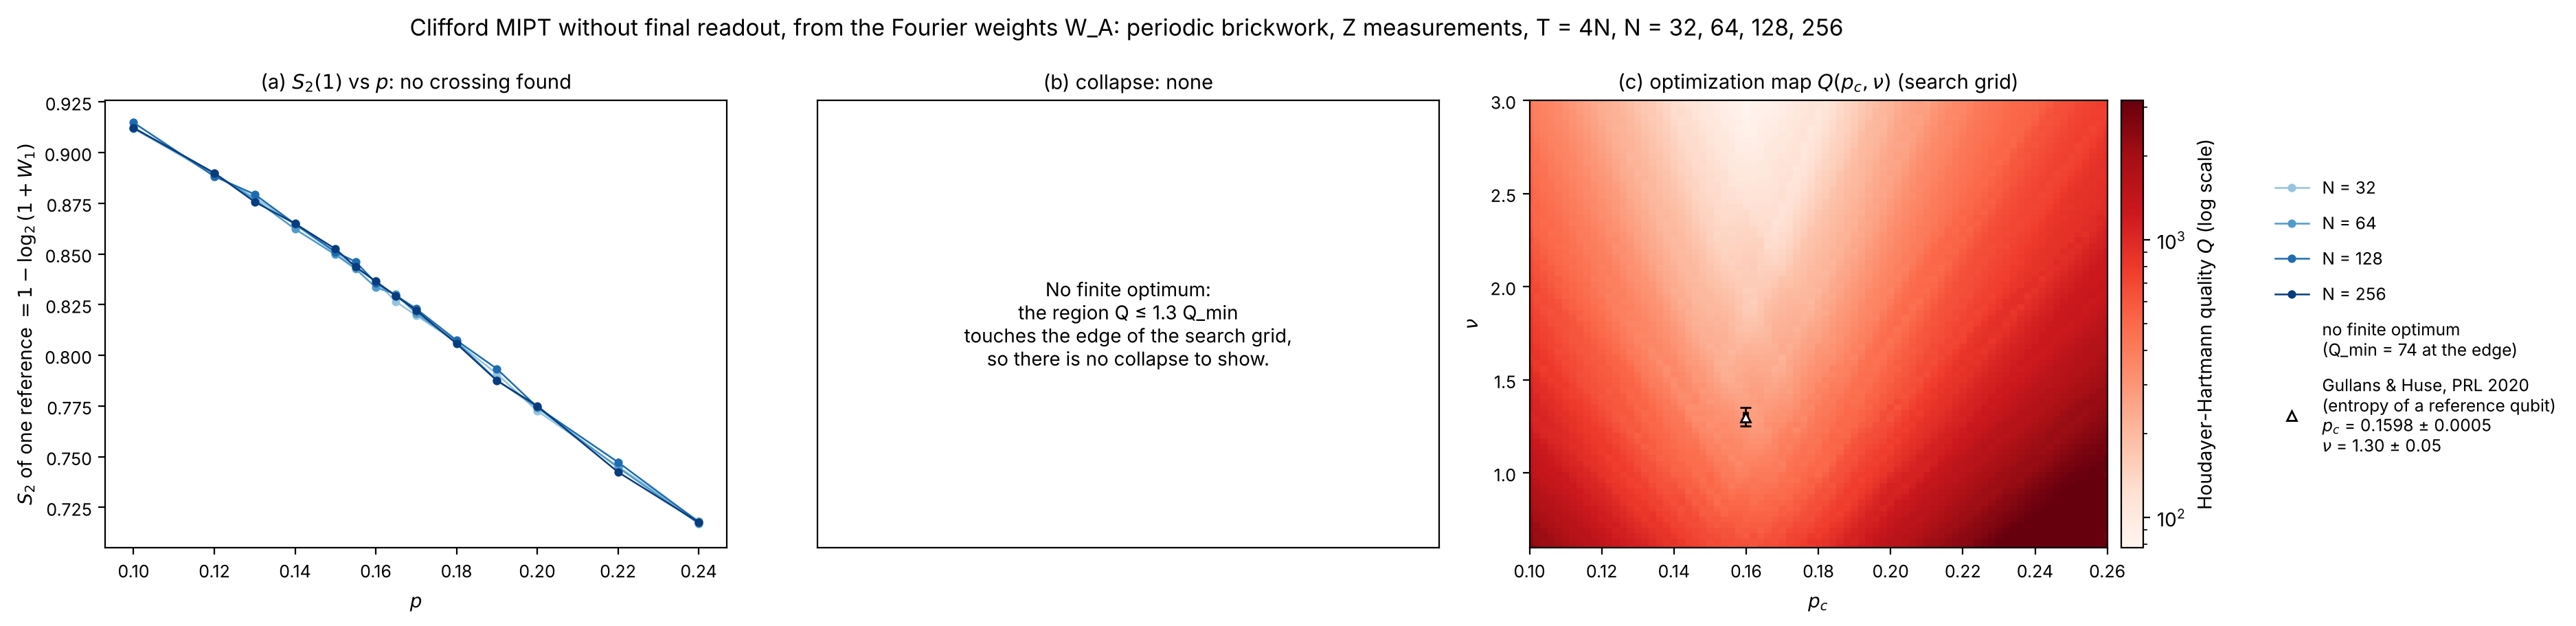 Clifford MIPT without final readout, from the Fourier weights W_A: periodic brickwork, Z measurements, T = 4N, N = 32, 64, 128, 256
(a) S₂(1) vs p: no crossing found
S₂ of one reference = 1 − log₂(1 + W₁)
0.925
0.900
0.875
0.850
0.825
0.800
0.775
0.750
0.725
0.10 0.12 0.14 0.16 0.18 0.20 0.22 0.24
p
(b) collapse: none
No finite optimum:
the region Q ≤ 1.3 Q_min
touches the edge of the search grid,
so there is no collapse to show.
(c) optimization map Q(p_c, ν) (search grid)
ν
3.0
2.5
2.0
1.5
1.0
0.10 0.12 0.14 0.16 0.18 0.20 0.22 0.24 0.26
p_c
10³
10²
Houdayer-Hartmann quality Q (log scale)
N = 32
N = 64
N = 128
N = 256
no finite optimum
(Q_min = 74 at the edge)
Gullans & Huse, PRL 2020
(entropy of a reference qubit)
p_c = 0.1598 ± 0.0005
ν = 1.30 ± 0.05